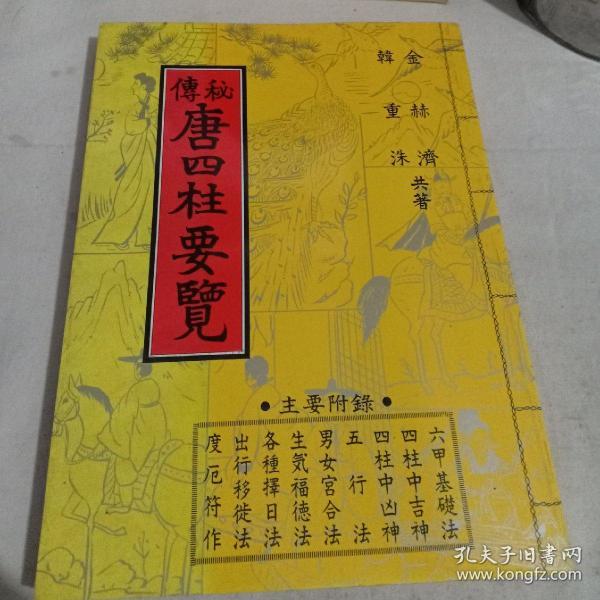 金赫濟
韓重洙
共著
秘傳
唐四柱要覽
●主要附錄●
六甲基礎法
四柱中吉神
四柱中凶神
五行法
男女宮合法
生気福徳法
各種擇日法
出行移徙法
度厄符作
孔夫子旧書网
www.kongfz.com